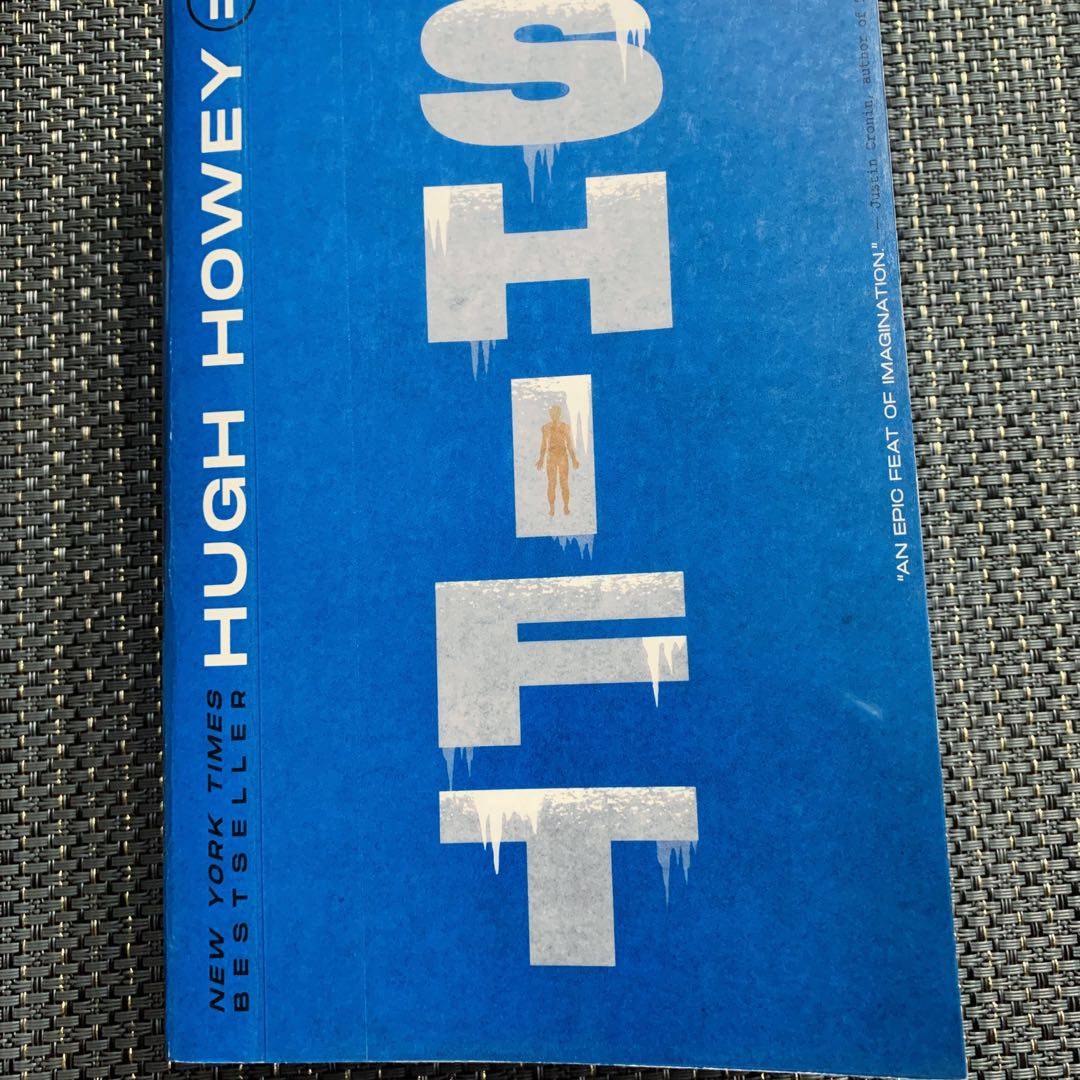 NEW YORK TIMES
BESTSELLER
HUGH HOWEY
SHIFT
"AN EPIC FEAT OF IMAGINATION."
—Justin Cronin, author of